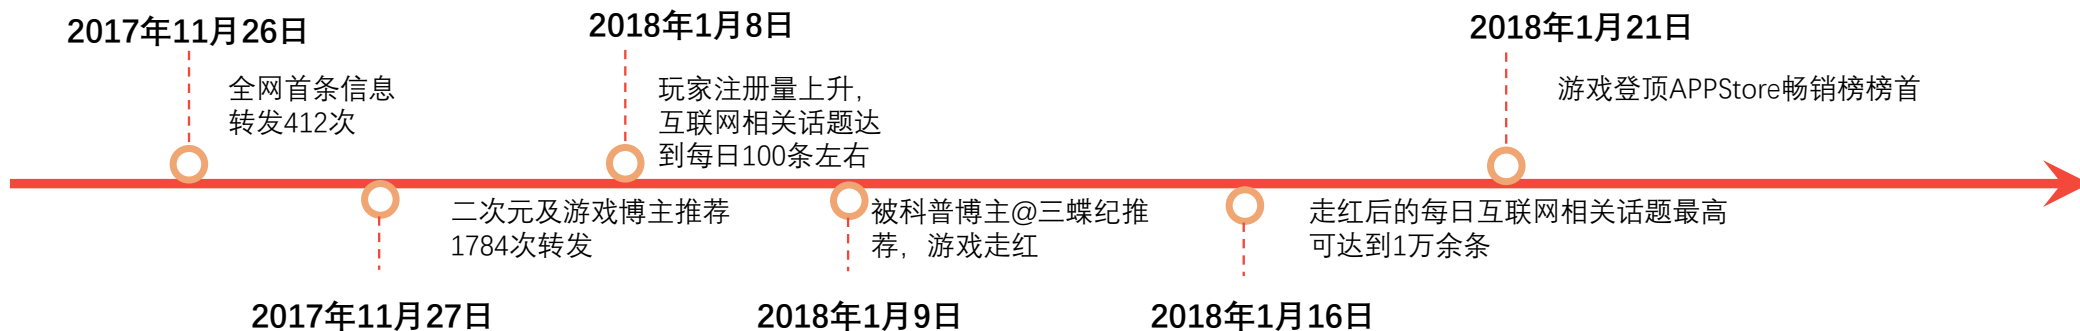 2017年11月26日
全网首条信息
转发412次
2017年11月27日
二次元及游戏博主推荐
1784次转发
2018年1月8日
玩家注册量上升，
互联网相关话题达
到每日100条左右
2018年1月9日
被科普博主@三蝶纪推
荐，游戏走红
2018年1月16日
走红后的每日互联网相关话题最高
可达到1万余条
2018年1月21日
游戏登顶APPStore畅销榜榜首